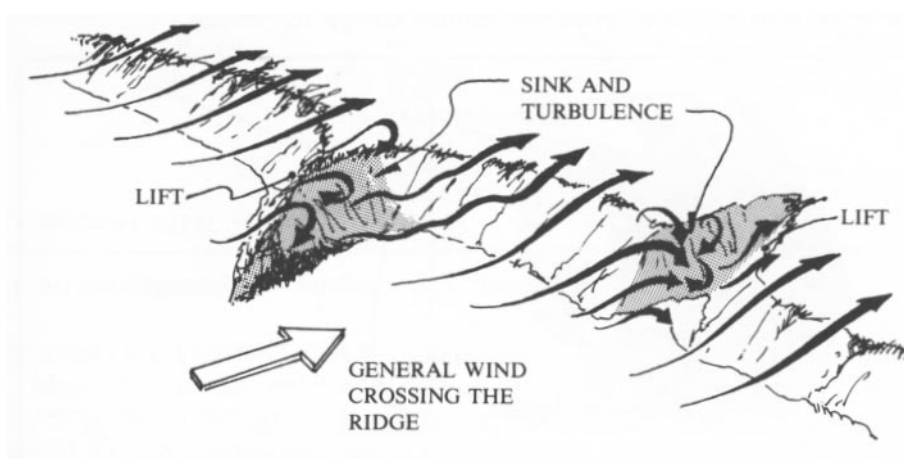 SINK AND
TURBULENCE
LIFT
LIFT
GENERAL WIND
CROSSING THE
RIDGE